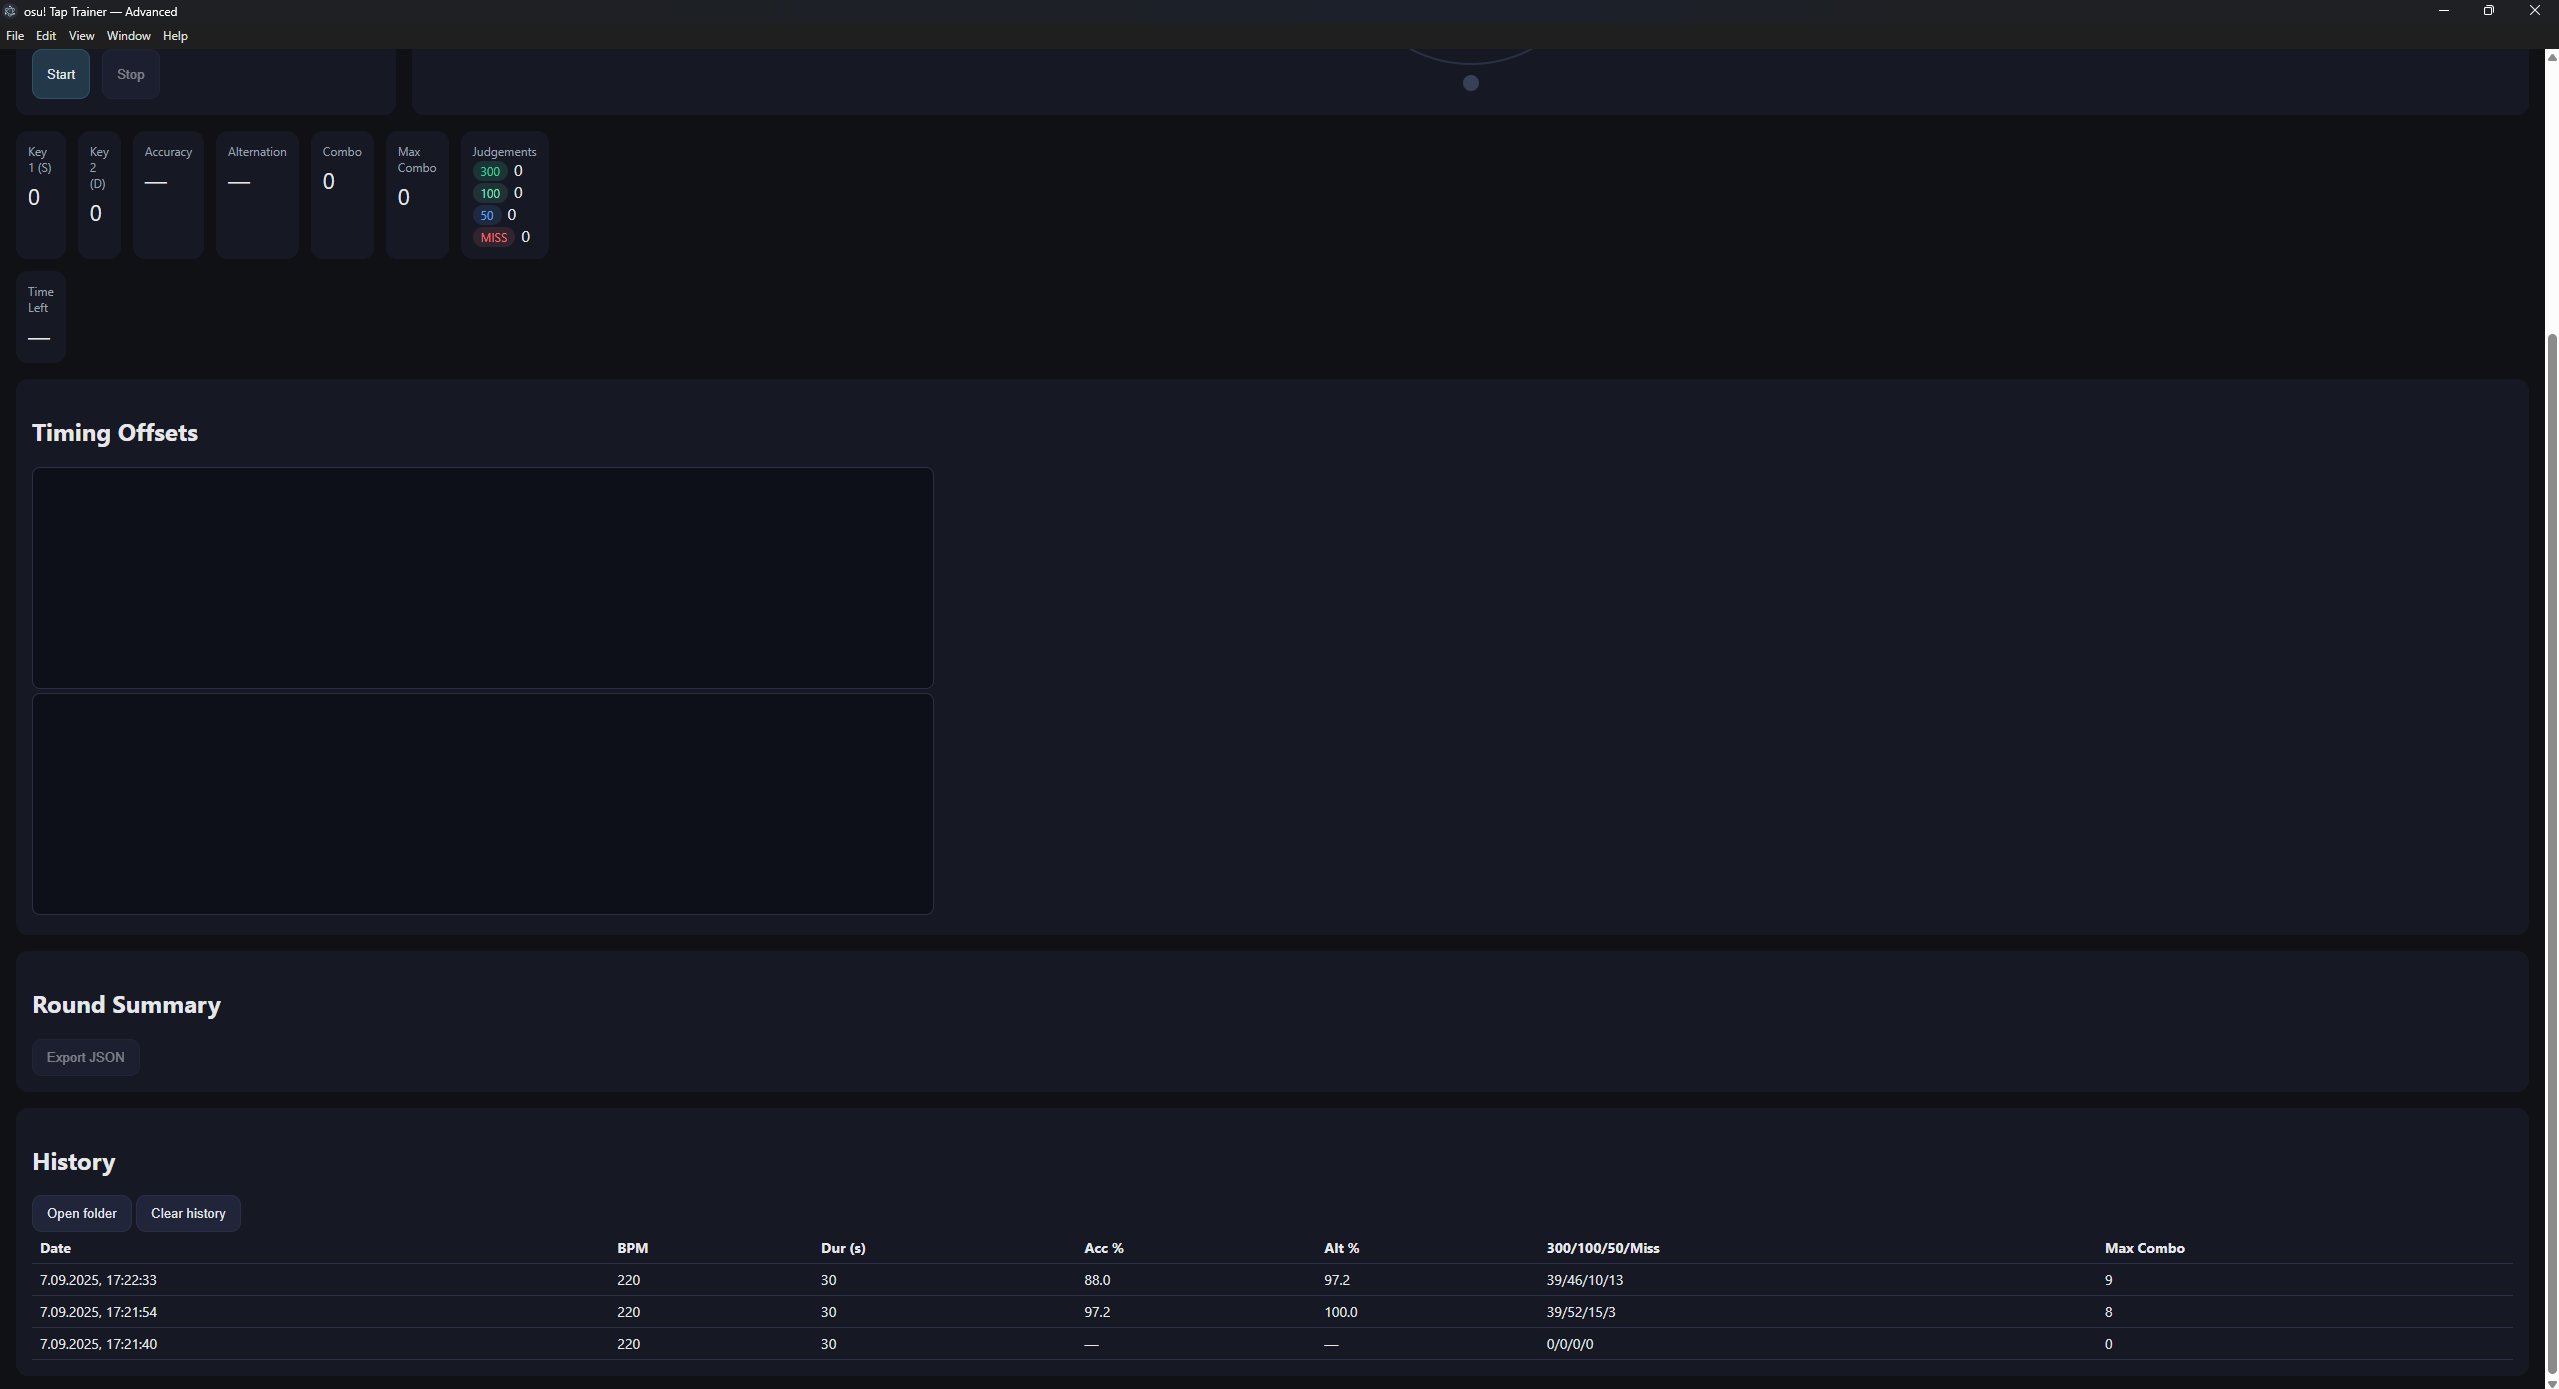 osu! Tap Trainer — Advanced
File Edit View Window Help
Start Stop
Key 1 (S)
0
Key 2 (D)
0
Accuracy
—
Alternation
—
Combo
0
Max Combo
0
Judgements
300 0
100 0
50 0
MISS 0
Time Left
—
Timing Offsets
Round Summary
Export JSON
History
Open folder Clear history
Date BPM Dur (s) Acc % Alt % 300/100/50/Miss Max Combo
7.09.2025, 17:22:33 220 30 88.0 97.2 39/46/10/13 9
7.09.2025, 17:21:54 220 30 97.2 100.0 39/52/15/3 8
7.09.2025, 17:21:40 220 30 — — 0/0/0/0 0